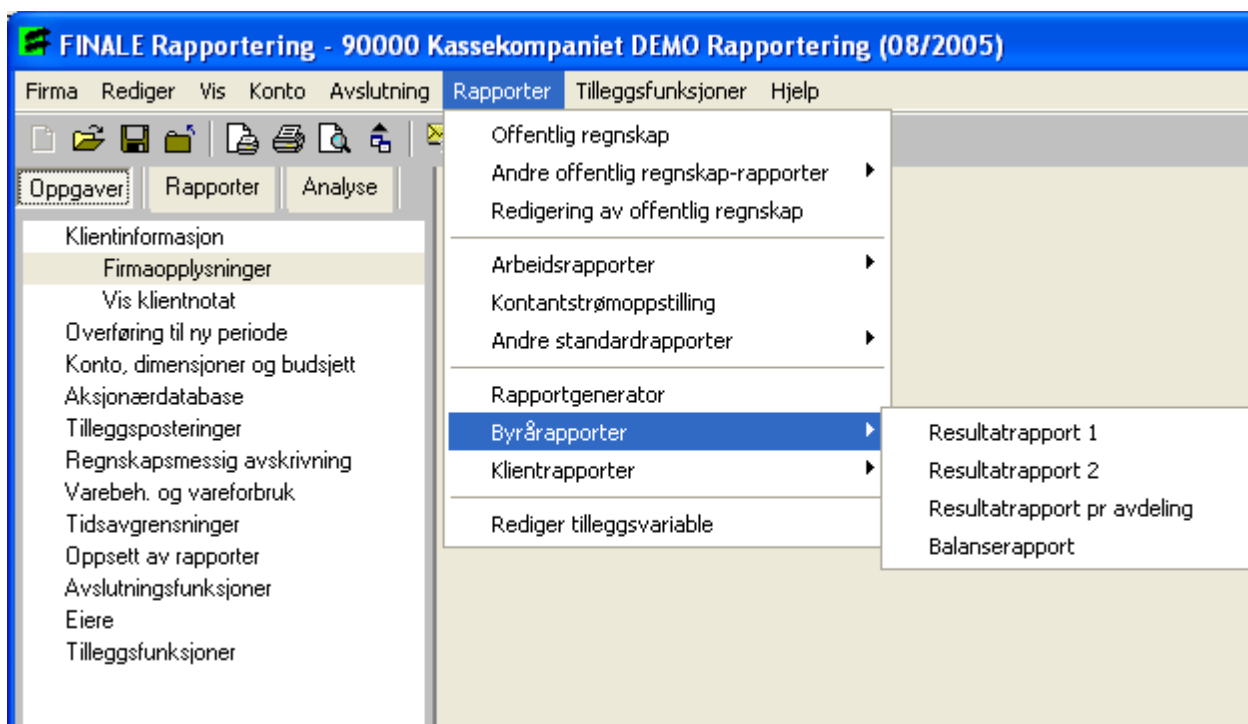 FINALE Rapportering - 90000 Kassekompaniet DEMO Rapportering (08/2005)
Firma Rediger Vis Konto Avslutning Rapporter Tilleggsfunksjoner Hjelp
Oppgaver Rapporter Analyse
Klientinformasjon
Firmaopplysninger
Vis klientnotat
Overføring til ny periode
Konto, dimensjoner og budsjett
Aksjonærdatabase
Tilleggsposteringer
Regnskapsmessig avskrivning
Varebeh. og vareforbruk
Tidsavgrensninger
Oppsett av rapporter
Avslutningsfunksjoner
Eiere
Tilleggsfunksjoner
Offentlig regnskap
Andre offentlig regnskap-rapporter
Redigering av offentlig regnskap
Arbeidsrapporter
Kontantstrømoppstilling
Andre standardrapporter
Rapportgenerator
Byrårapporter
Klientrapporter
Rediger tilleggsvariable
Resultatrapport 1
Resultatrapport 2
Resultatrapport pr avdeling
Balanserapport